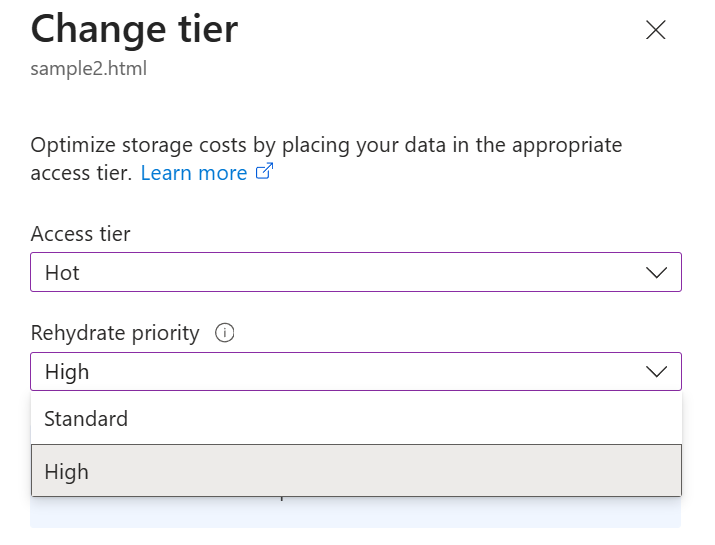 Change tier
sample2.html
Optimize storage costs by placing your data in the appropriate
access tier. Learn more
Access tier
Hot
Rehydrate priority
High
Standard
High